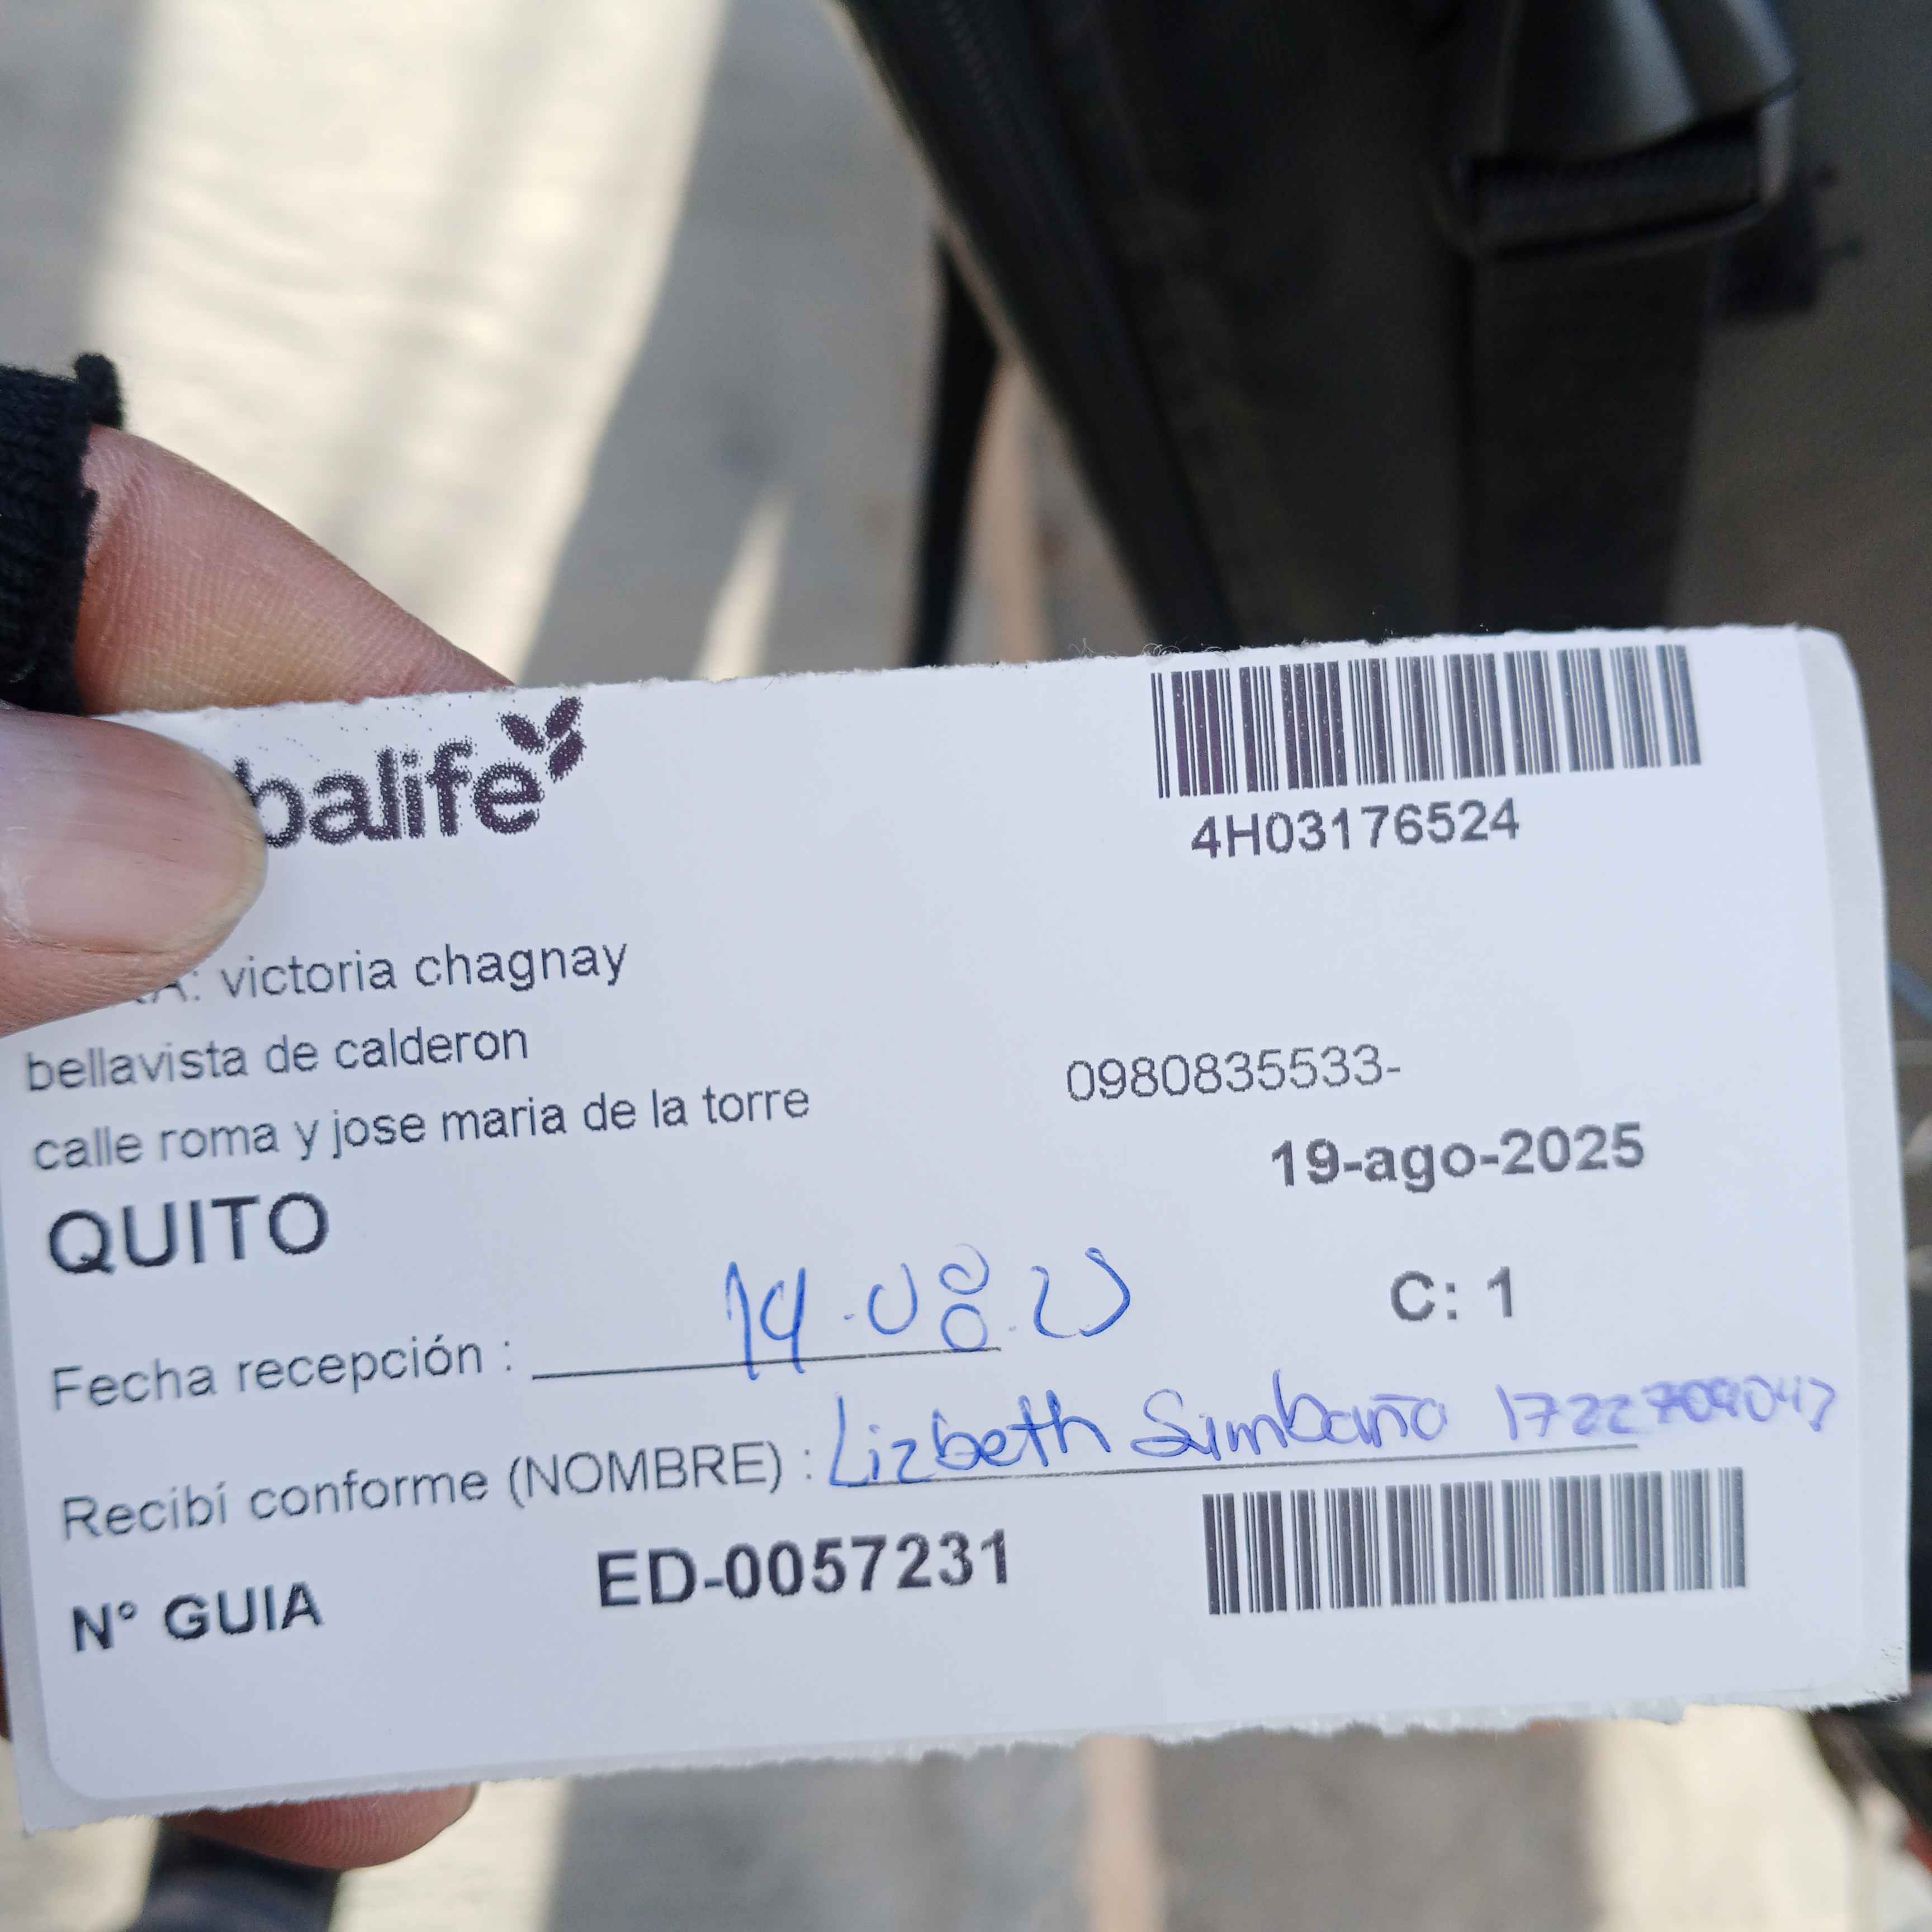 balife
4H03176524
A: victoria chagnay
bellavista de calderon
0980835533-
calle roma y jose maria de la torre
19-ago-2025
QUITO
C: 1
Fecha recepción : 19.08.25
Recibí conforme (NOMBRE) : Lizbeth Simbaño
N° GUIA ED-0057231